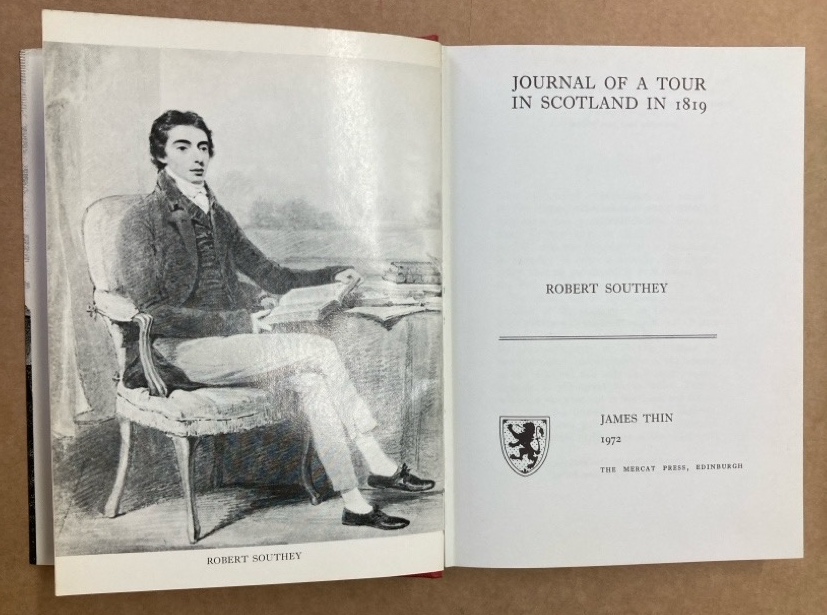 ROBERT SOUTHEY
JOURNAL OF A TOUR
IN SCOTLAND IN 1819
ROBERT SOUTHEY
JAMES THIN
1972
THE MERCAT PRESS, EDINBURGH